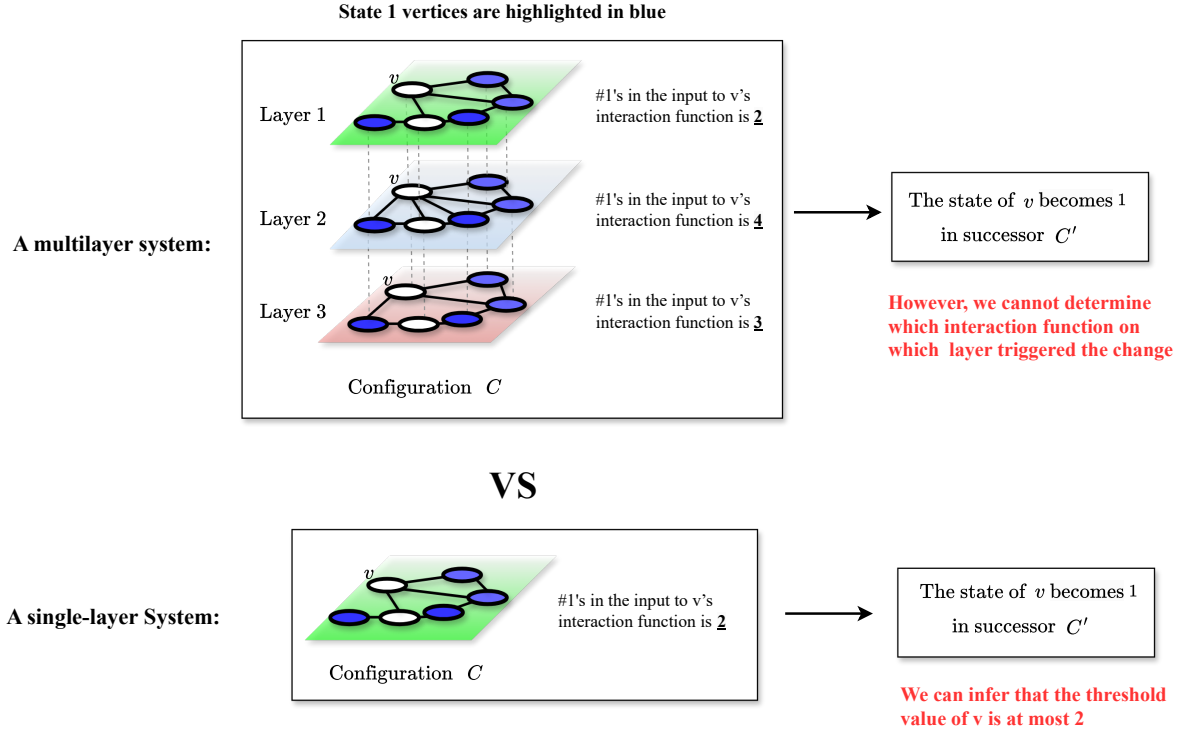 State 1 vertices are highlighted in blue
v
Layer 1
#1's in the input to v's
interaction function is 2
v
Layer 2
#1's in the input to v's
interaction function is 4
v
Layer 3
#1's in the input to v's
interaction function is 3
Configuration C
A multilayer system:
The state of v becomes 1
in successor C′
However, we cannot determine
which interaction function on
which layer triggered the change
VS
A single-layer System:
v
#1's in the input to v's
interaction function is 2
Configuration C
The state of v becomes 1
in successor C′
We can infer that the threshold
value of v is at most 2